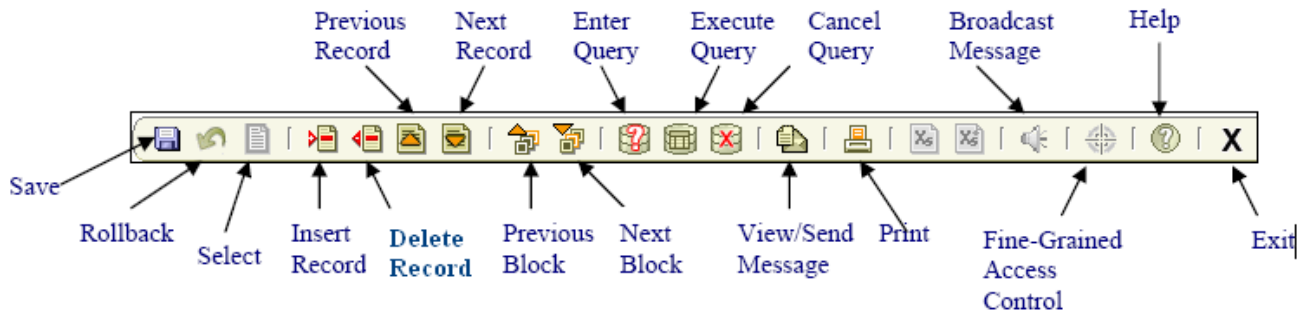 Previous
Record
Next
Record
Enter
Query
Execute
Query
Cancel
Query
Broadcast
Message
Help
X
Save
Rollback
Select
Insert
Record
Delete
Record
Previous
Block
Next
Block
View/Send
Message
Print
Fine-Grained
Access
Control
Exit